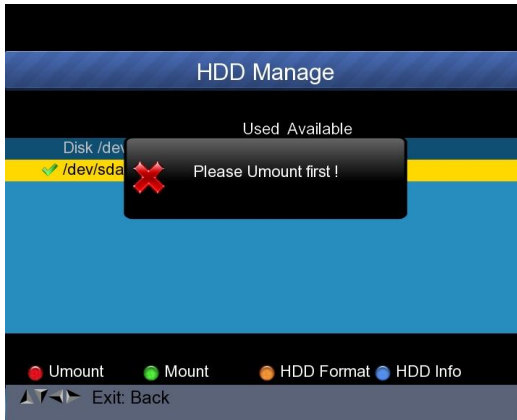 HDD Manage
Used Available
Disk /dev
/dev/sda
Please Umount first !
Umount Mount HDD Format HDD Info
Exit: Back